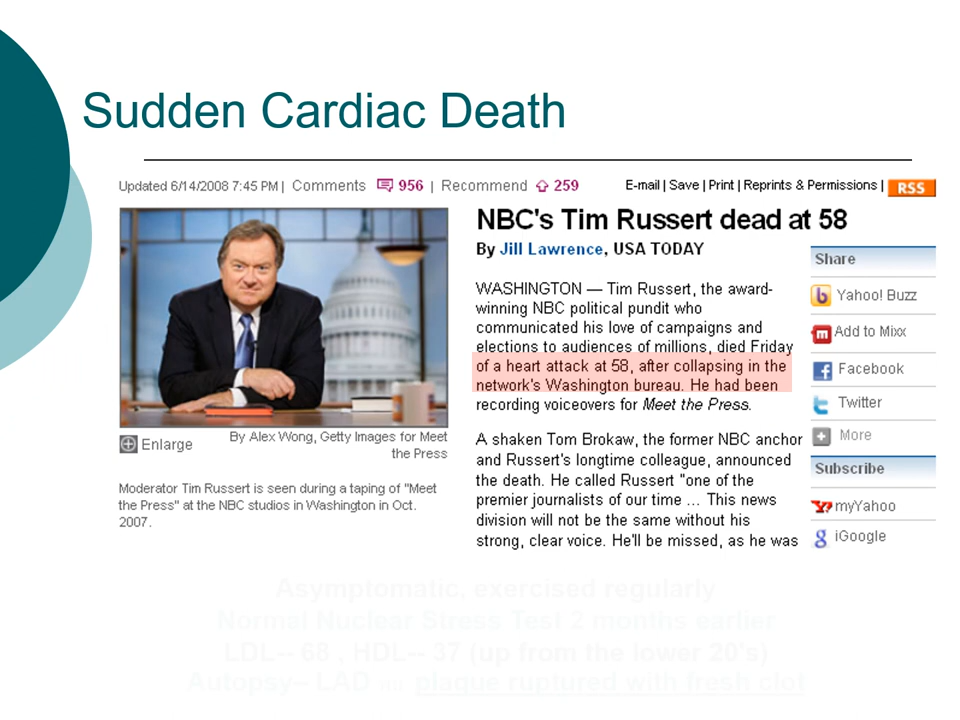 Sudden Cardiac Death
Updated 6/14/2008 7:45 PM | Comments 956 | Recommend 259
E-mail | Save | Print | Reprints & Permissions | RSS
NBC's Tim Russert dead at 58
By Jill Lawrence, USA TODAY
WASHINGTON — Tim Russert, the award-
winning NBC political pundit who
communicated his love of campaigns and
elections to audiences of millions, died Friday
of a heart attack at 58, after collapsing in the
network's Washington bureau. He had been
recording voiceovers for Meet the Press.
A shaken Tom Brokaw, the former NBC anchor
and Russert's longtime colleague, announced
the death. He called Russert "one of the
premier journalists of our time ... This news
division will not be the same without his
strong, clear voice. He'll be missed, as he was
Share
Yahoo! Buzz
Add to Mixx
Facebook
Twitter
More
Subscribe
myYahoo
iGoogle
Enlarge
By Alex Wong, Getty Images for Meet
the Press
Moderator Tim Russert is seen during a taping of "Meet
the Press" at the NBC studios in Washington in Oct.
2007.
Asymptomatic, exercised regularly
Normal Nuclear Stress Test 2 months earlier
LDL-- 68 , HDL-- 37 (up from the lower 20's)
Autopsy-- LAD plaque ruptured with fresh clot